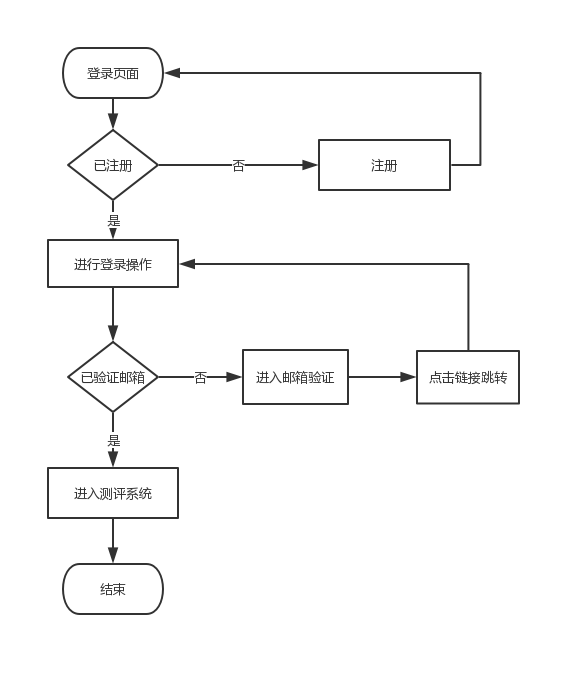 登录页面
已注册
否
注册
是
进行登录操作
已验证邮箱
否
进入邮箱验证
点击链接跳转
是
进入测评系统
结束